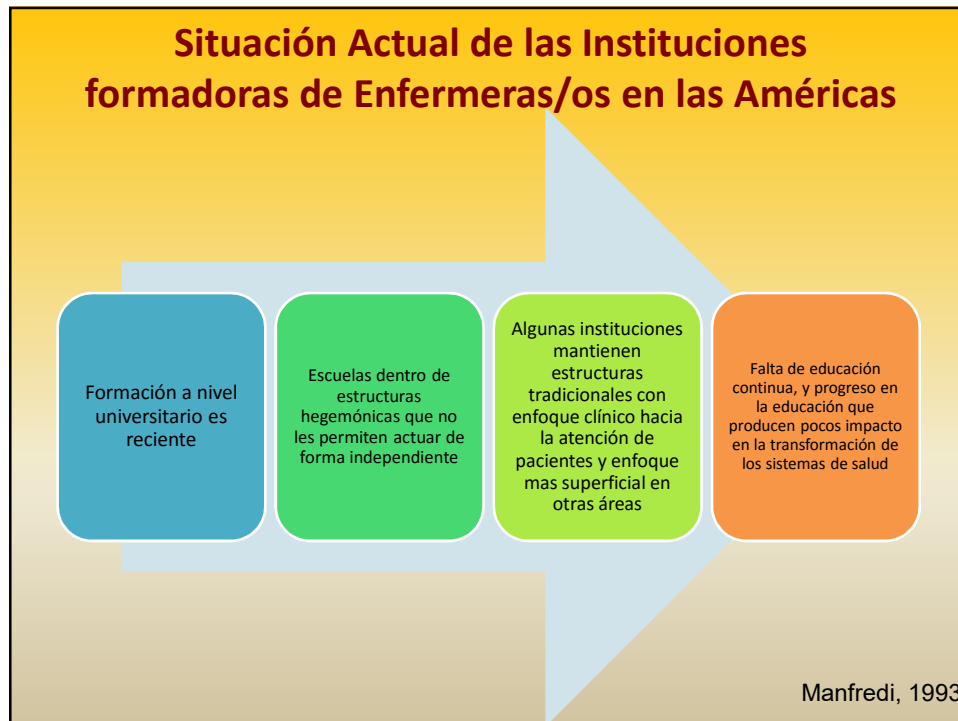 Situación Actual de las Instituciones
formadoras de Enfermeras/os en las Américas
Formación a nivel
universitario es
reciente
Escuelas dentro de
estructuras
hegemónicas que no
les permiten actuar de
forma independiente
Algunas instituciones
mantienen
estructuras
tradicionales con
enfoque clínico hacia
la atención de
pacientes y enfoque
mas superficial en
otras áreas
Falta de educación
continua, y progreso en
la educación que
producen pocos impacto
en la transformación de
los sistemas de salud
Manfredi, 1993